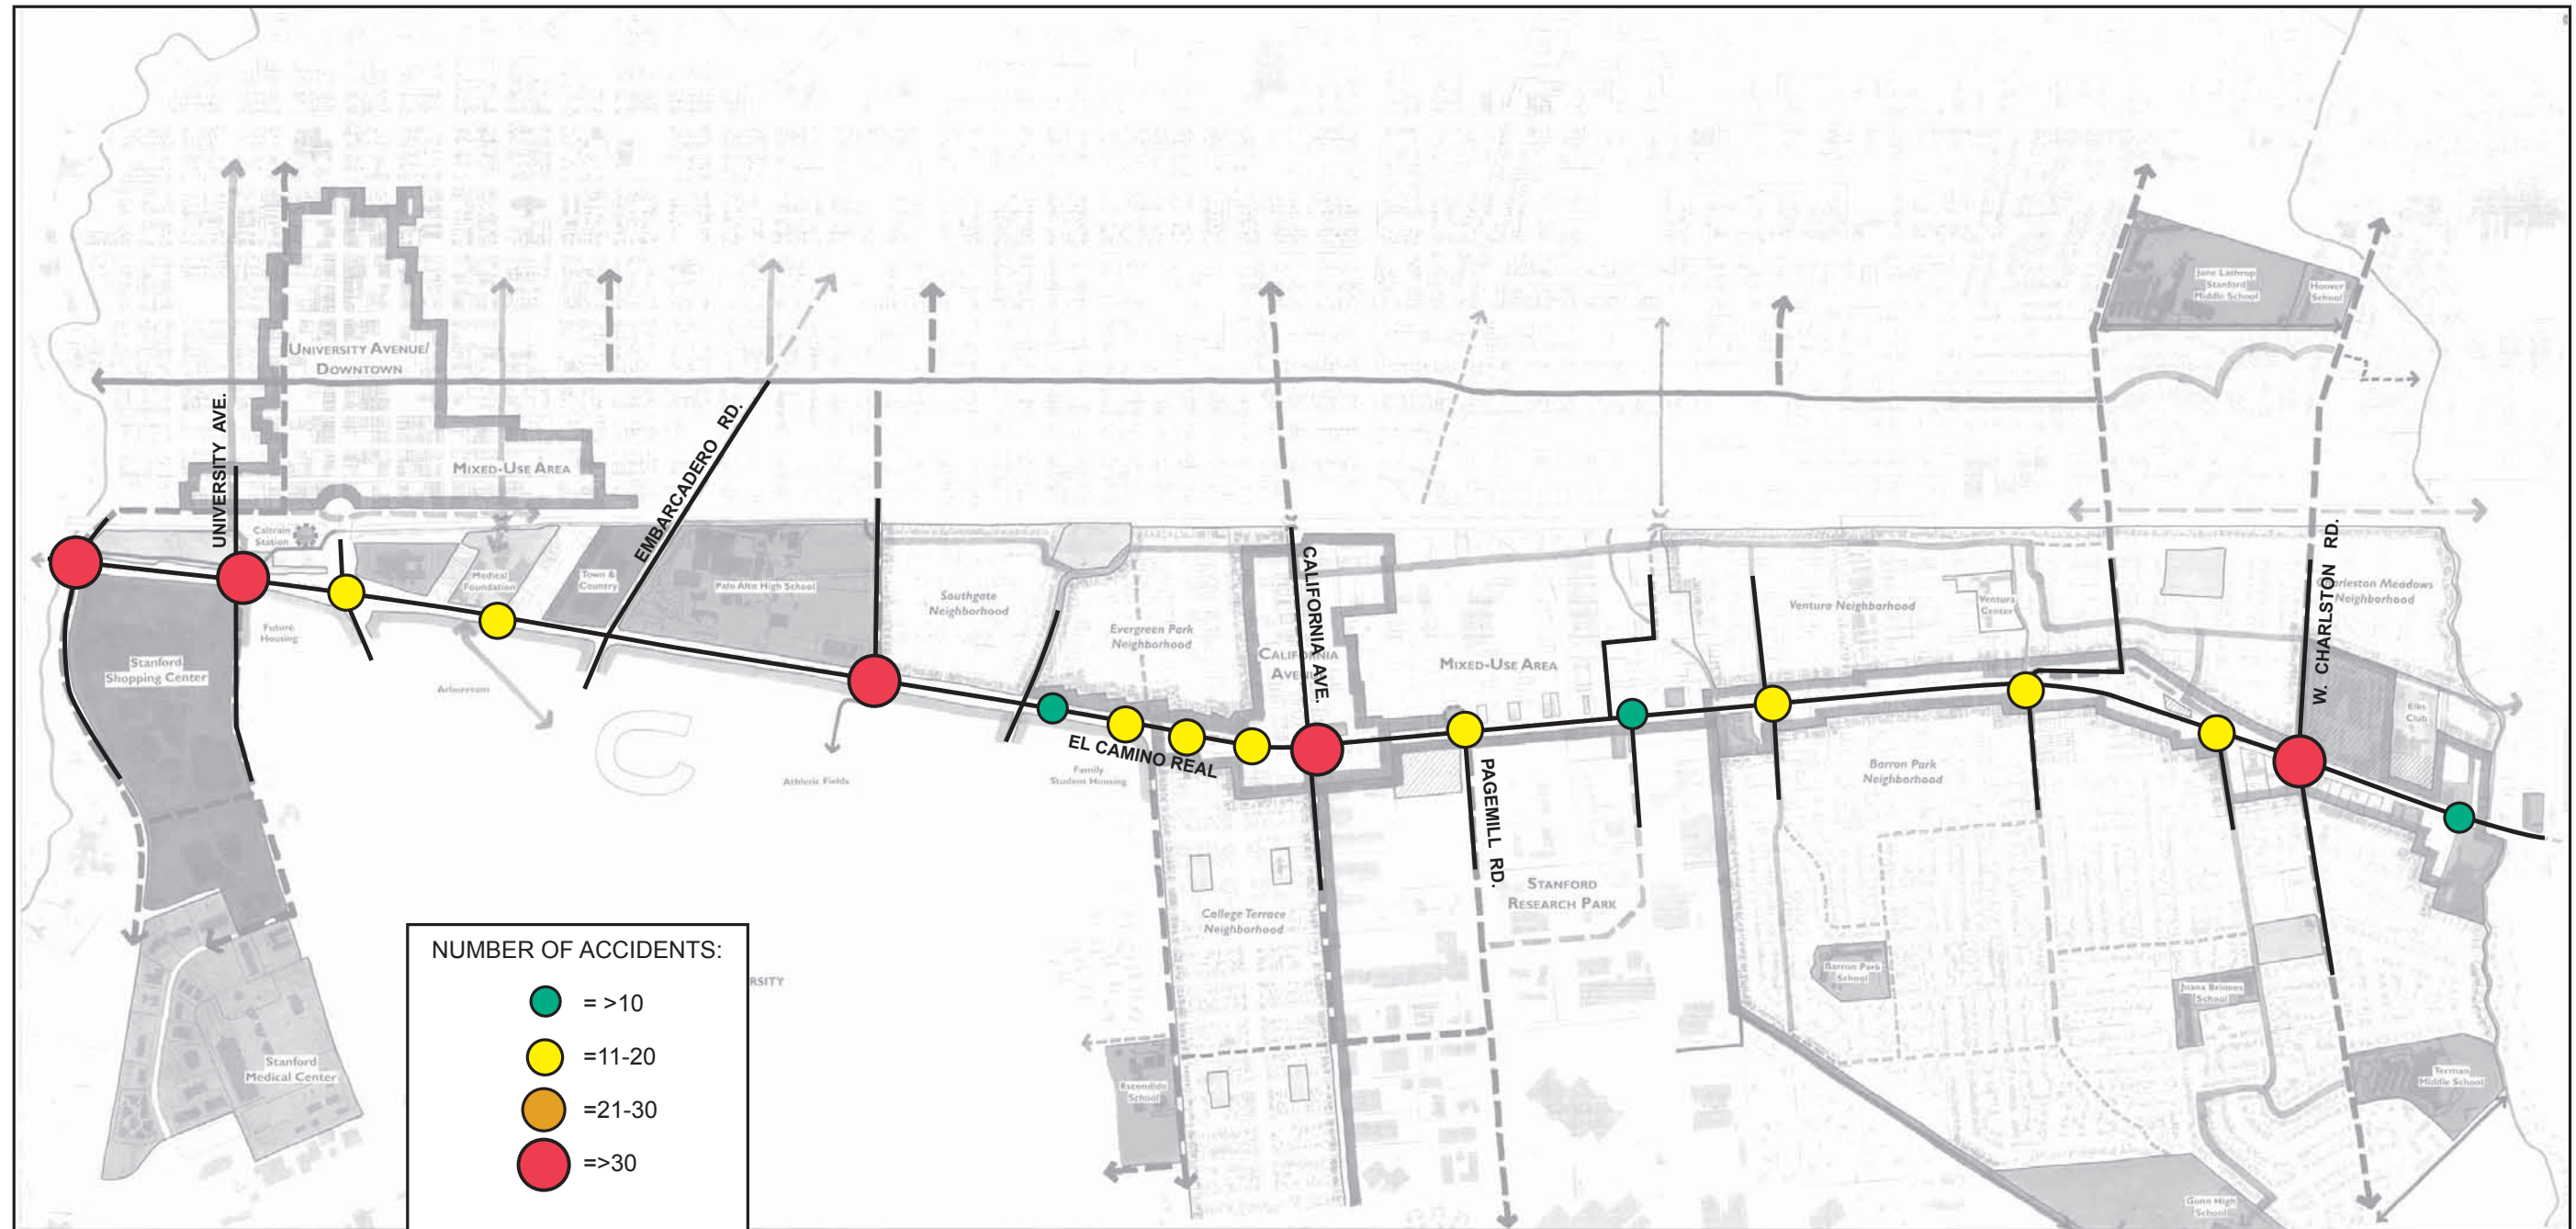 UNIVERSITY AVENUE/
DOWNTOWN
MIXED-USE AREA
UNIVERSITY AVE.
Caltrain
Station
EMBARCADERO RD.
Medical
Foundation
Town &
Country
Palo Alto High School
Southgate
Neighborhood
Evergreen Park
Neighborhood
CALIFORNIA
AVENUE
CALIFORNIA AVE.
MIXED-USE AREA
Ventura Neighborhood
Ventura
Center
Jane Lathrop
Stanford
Middle School
Hoover
School
Charleston Meadows
Neighborhood
W. CHARLSTON RD.
Elks
Club
Future
Housing
Stanford
Shopping Center
Arboretum
C
Athletic Fields
EL CAMINO REAL
Family
Student Housing
PAGEMILL RD.
Barron Park
Neighborhood
STANFORD
RESEARCH PARK
College Terrace
Neighborhood
Barron Park
School
Juana Briones
School
Terman
Middle School
Gunn High
School
Escondido
School
Stanford
Medical Center
RSITY
NUMBER OF ACCIDENTS:
= >10
=11-20
=21-30
=>30